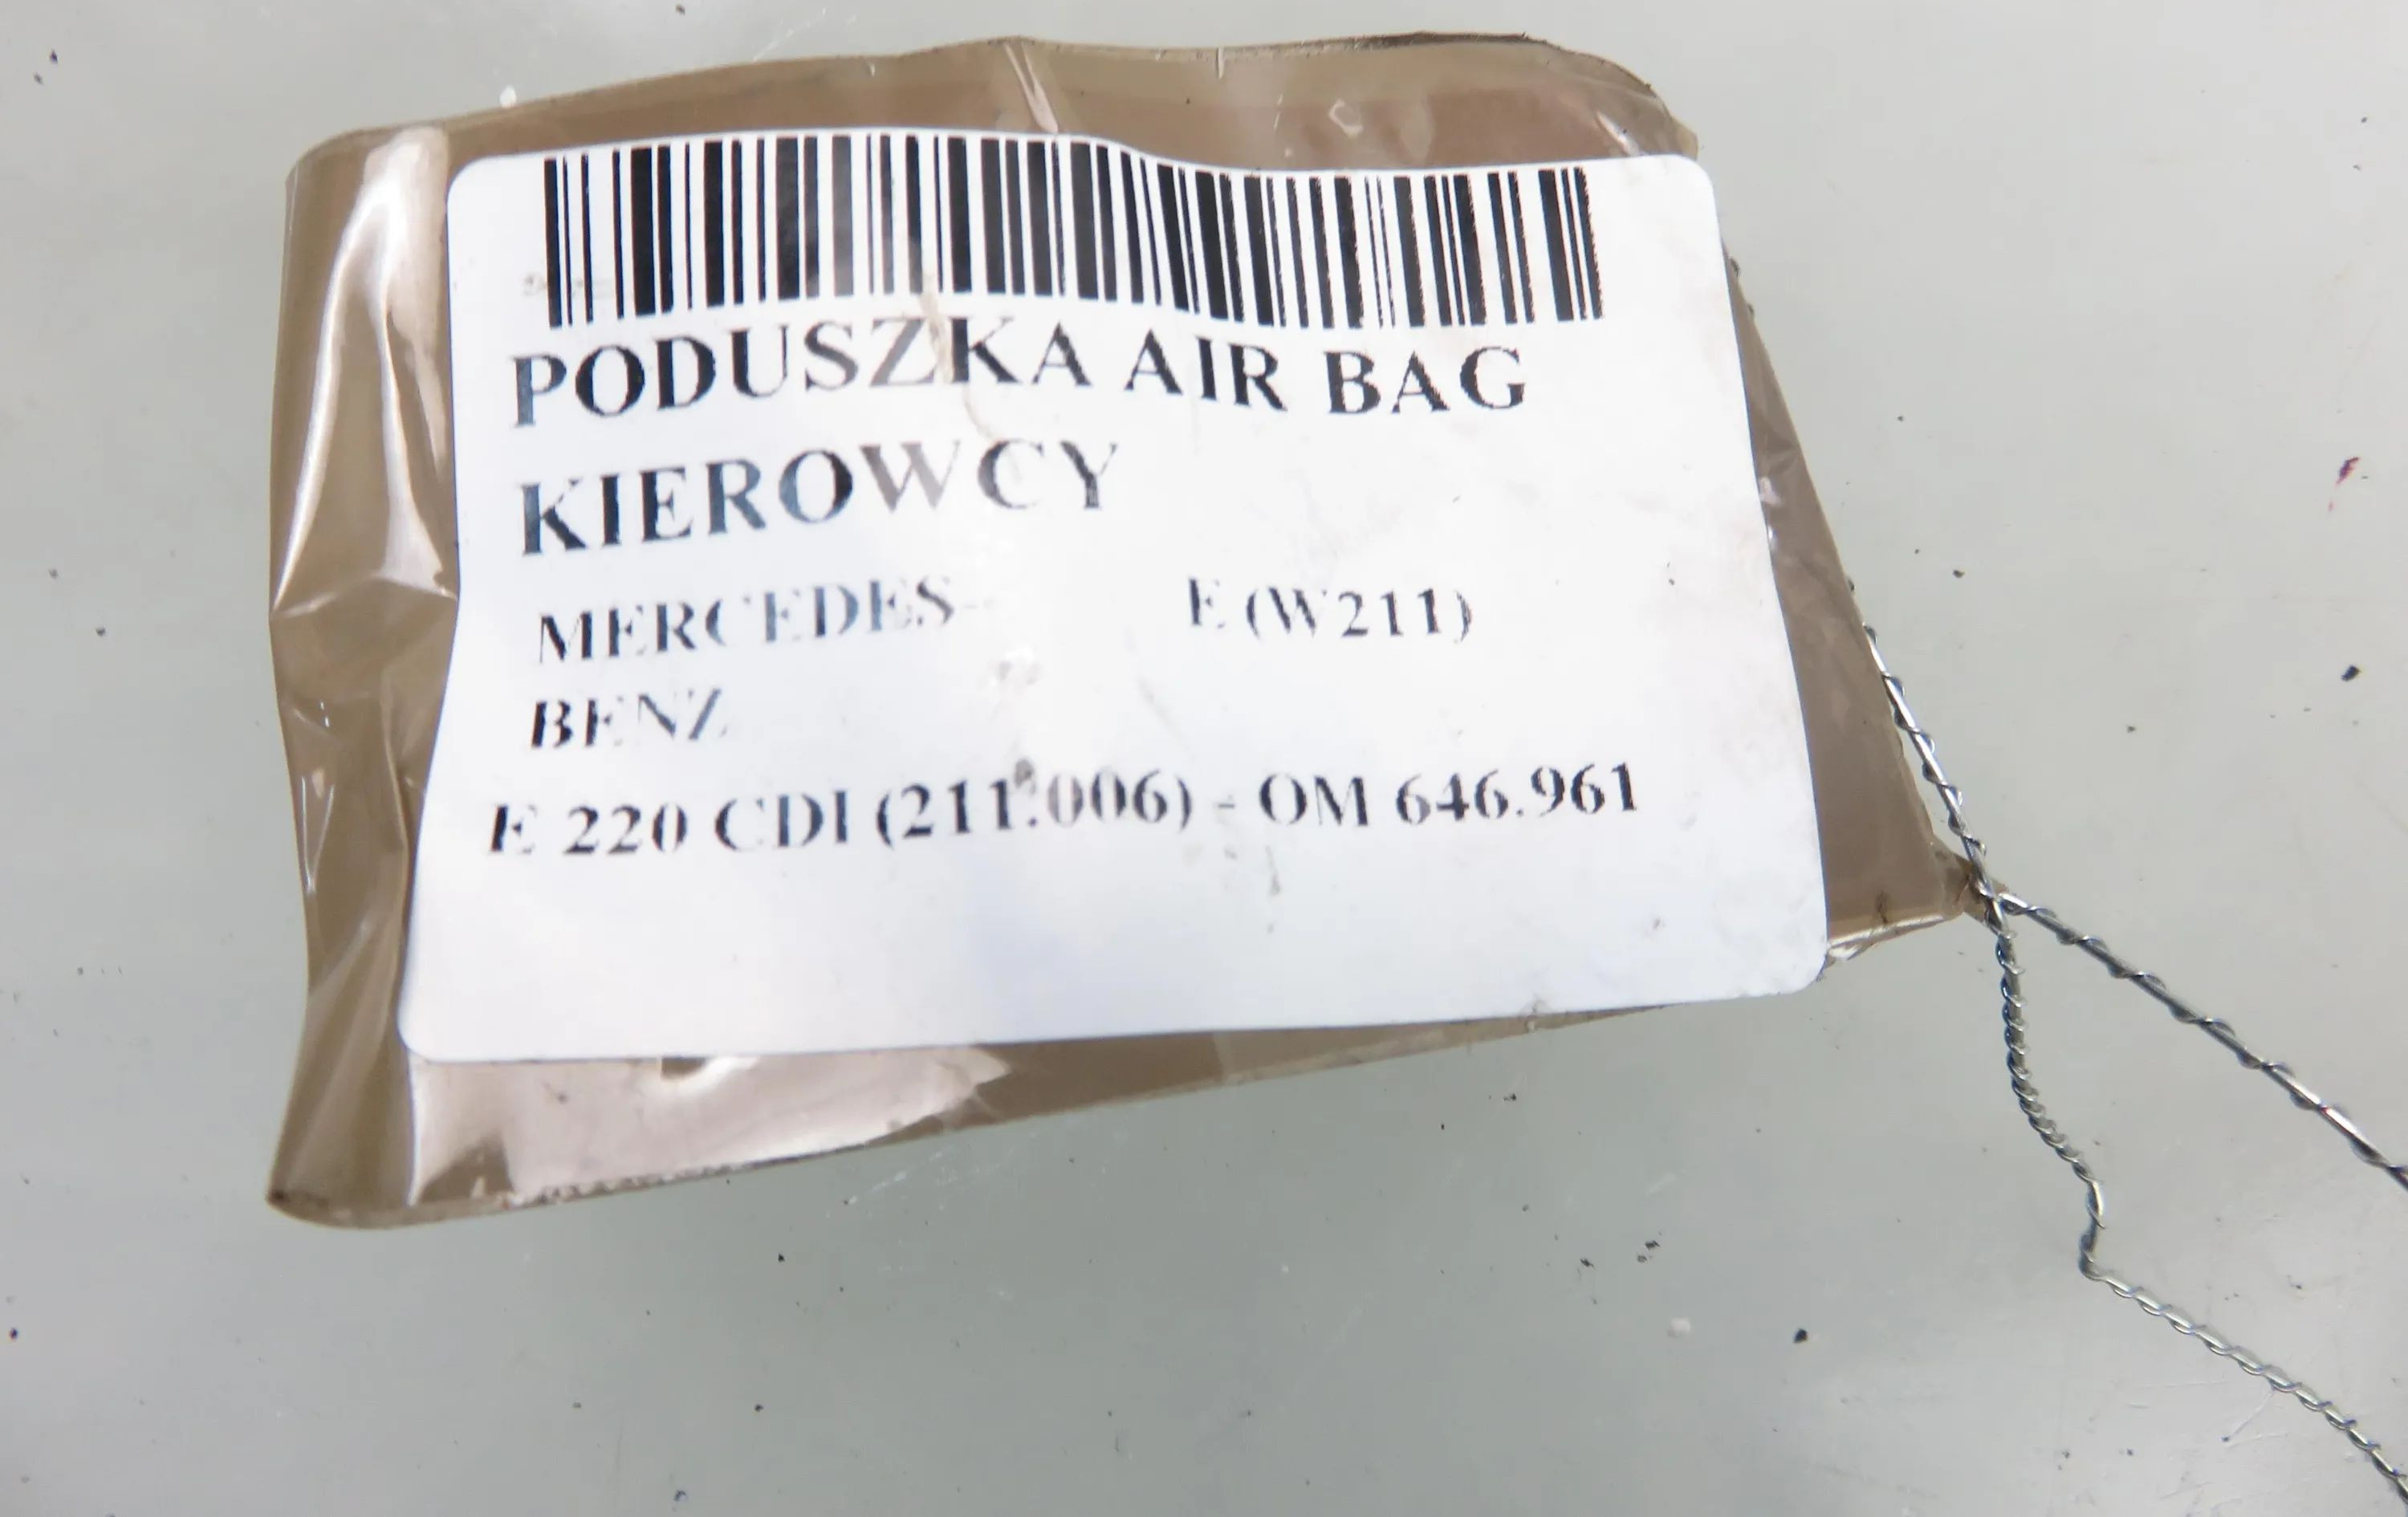 PODUSZKA AIR BAG
KIEROWCY
MERCEDES- E (W211)
BENZ
E 220 CDI (211.006) - OM 646.961